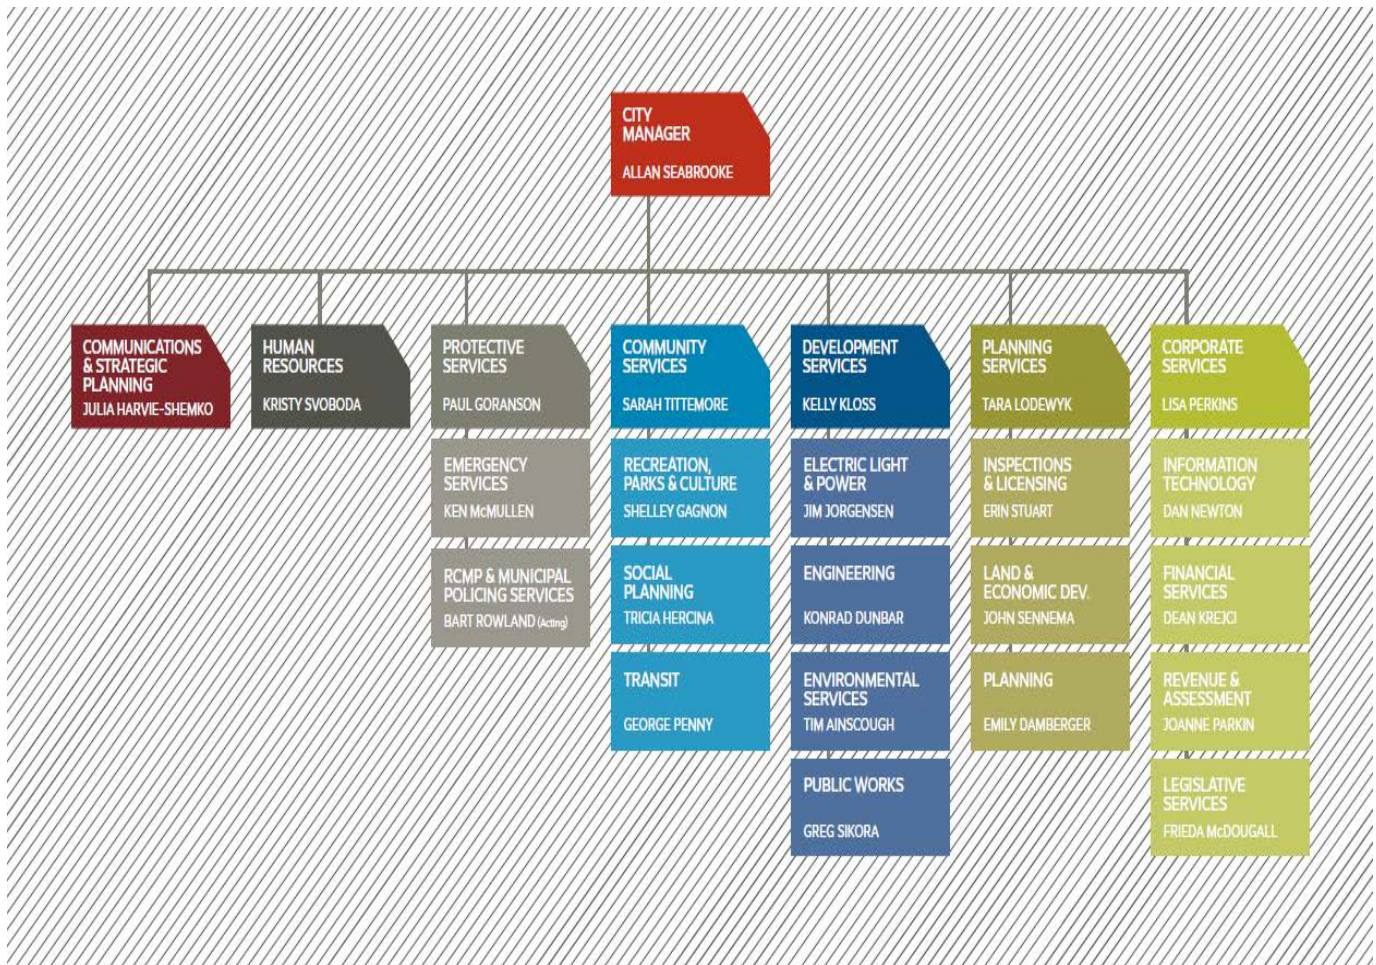 CITY
MANAGER
ALLAN SEABROOKE
COMMUNICATIONS
& STRATEGIC
PLANNING
JULIA HARVIE-SHEMKO
HUMAN
RESOURCES
KRISTY SVOBODA
PROTECTIVE
SERVICES
PAUL GORANSON
EMERGENCY
SERVICES
KEN McMULLEN
RCMP & MUNICIPAL
POLICING SERVICES
BART ROWLAND (Acting)
COMMUNITY
SERVICES
SARAH TITTEMORE
RECREATION,
PARKS & CULTURE
SHELLEY GAGNON
SOCIAL
PLANNING
TRICIA HERCINA
TRANSIT
GEORGE PENNY
DEVELOPMENT
SERVICES
KELLY KLOSS
ELECTRIC LIGHT
& POWER
JIM JORGENSEN
ENGINEERING
KONRAD DUNBAR
ENVIRONMENTAL
SERVICES
TIM AINSCOUGH
PUBLIC WORKS
GREG SIKORA
PLANNING
SERVICES
TARA LODEWYK
INSPECTIONS
& LICENSING
ERIN STUART
LAND &
ECONOMIC DEV.
JOHN SENNEMA
PLANNING
EMILY DAMBERGER
CORPORATE
SERVICES
LISA PERKINS
INFORMATION
TECHNOLOGY
DAN NEWTON
FINANCIAL
SERVICES
DEAN KREJCI
REVENUE &
ASSESSMENT
JOANNE PARKIN
LEGISLATIVE
SERVICES
FRIEDA McDOUGALL